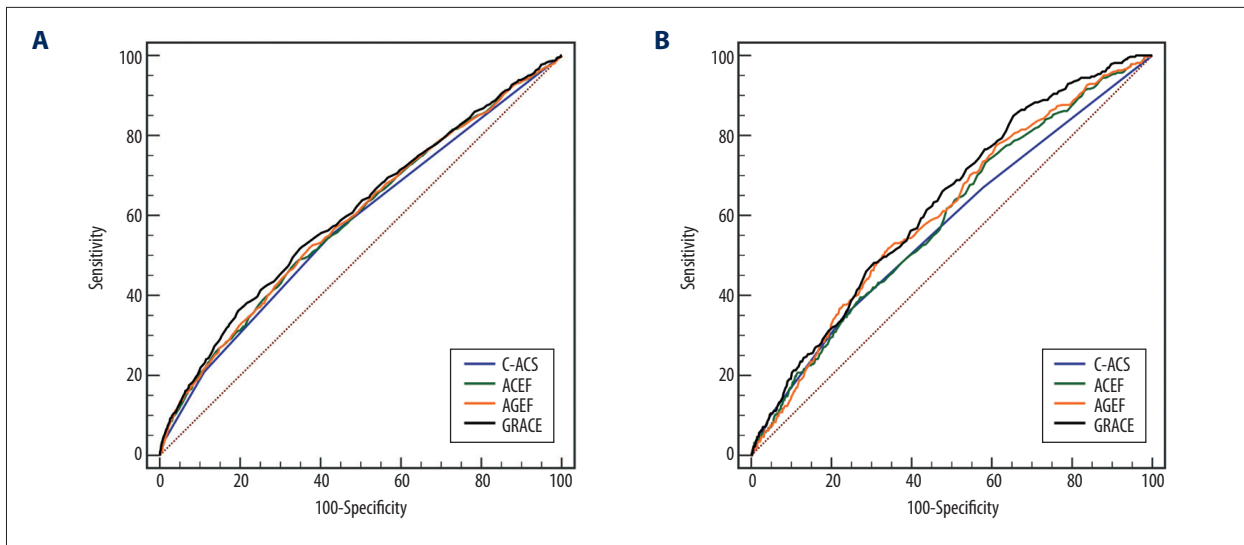 A
Sensitivity
100
80
60
40
20
0
0 20 40 60 80 100
100-Specificity
C-ACS
ACEF
AGEF
GRACE
B
Sensitivity
100
80
60
40
20
0
0 20 40 60 80 100
100-Specificity
C-ACS
ACEF
AGEF
GRACE